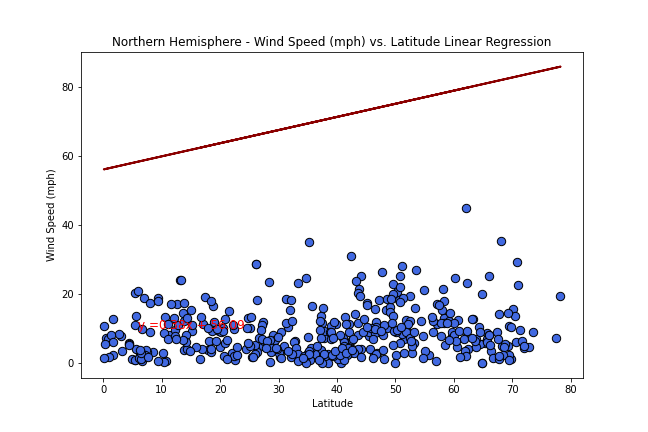 Northern Hemisphere - Wind Speed (mph) vs. Latitude Linear Regression
Wind Speed (mph)
80
60
40
20
0
0 10 20 30 40 50 60 70 80
Latitude